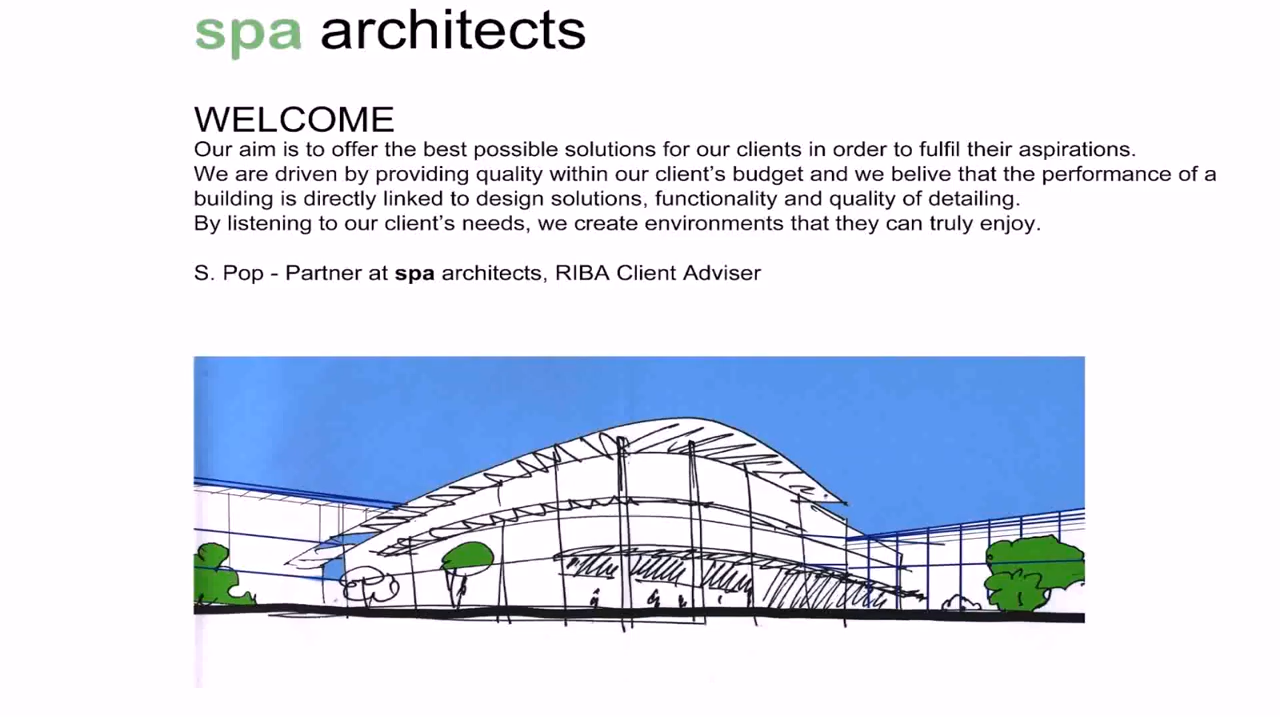 spa architects
WELCOME
Our aim is to offer the best possible solutions for our clients in order to fulfil their aspirations.
We are driven by providing quality within our client's budget and we belive that the performance of a
building is directly linked to design solutions, functionality and quality of detailing.
By listening to our client's needs, we create environments that they can truly enjoy.
S. Pop - Partner at spa architects, RIBA Client Adviser